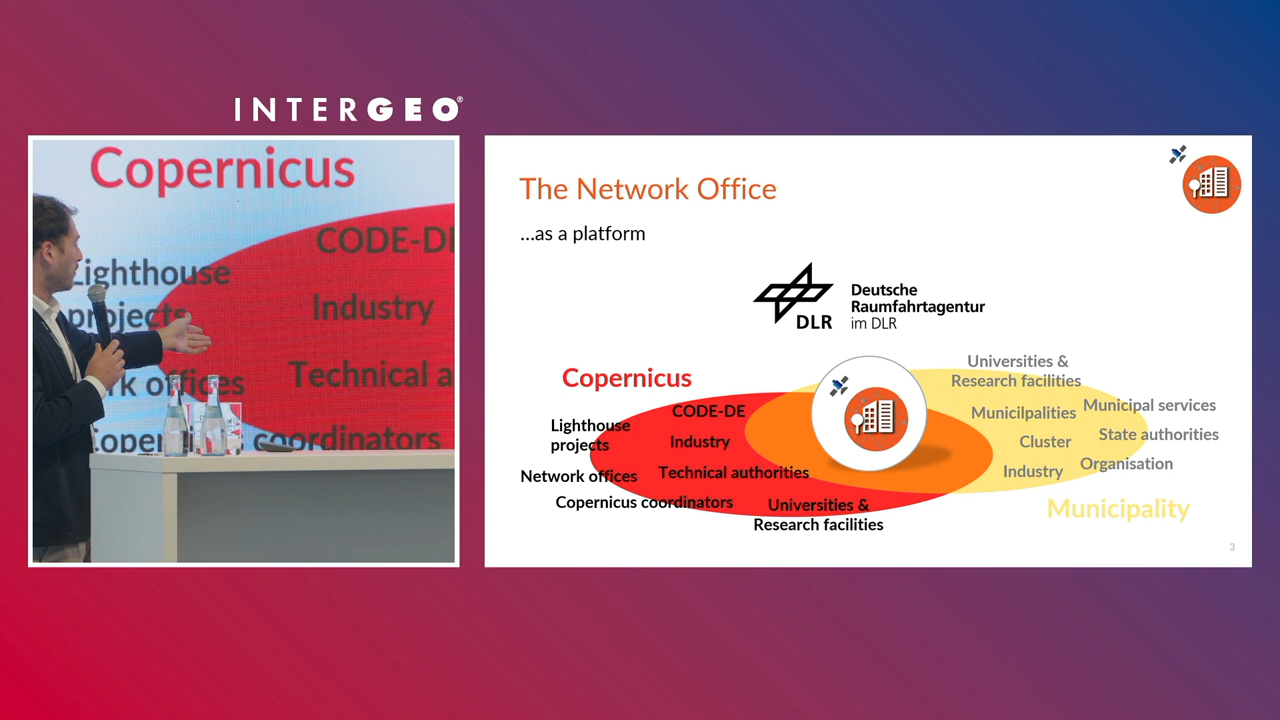 INTERGEO®
Copernicus
CODE-DE
Lighthouse
projects
Industry
Technical a
rk offices
Coper
coordinators
The Network Office
...as a platform
DLR
Deutsche
Raumfahrtagentur
im DLR
Copernicus
CODE-DE
Lighthouse
projects
Industry
Network offices
Technical authorities
Copernicus coordinators
Universities &
Research facilities
Universities &
Research facilities
Municilpalities
Municipal services
Cluster
State authorities
Industry
Organisation
Municipality
3